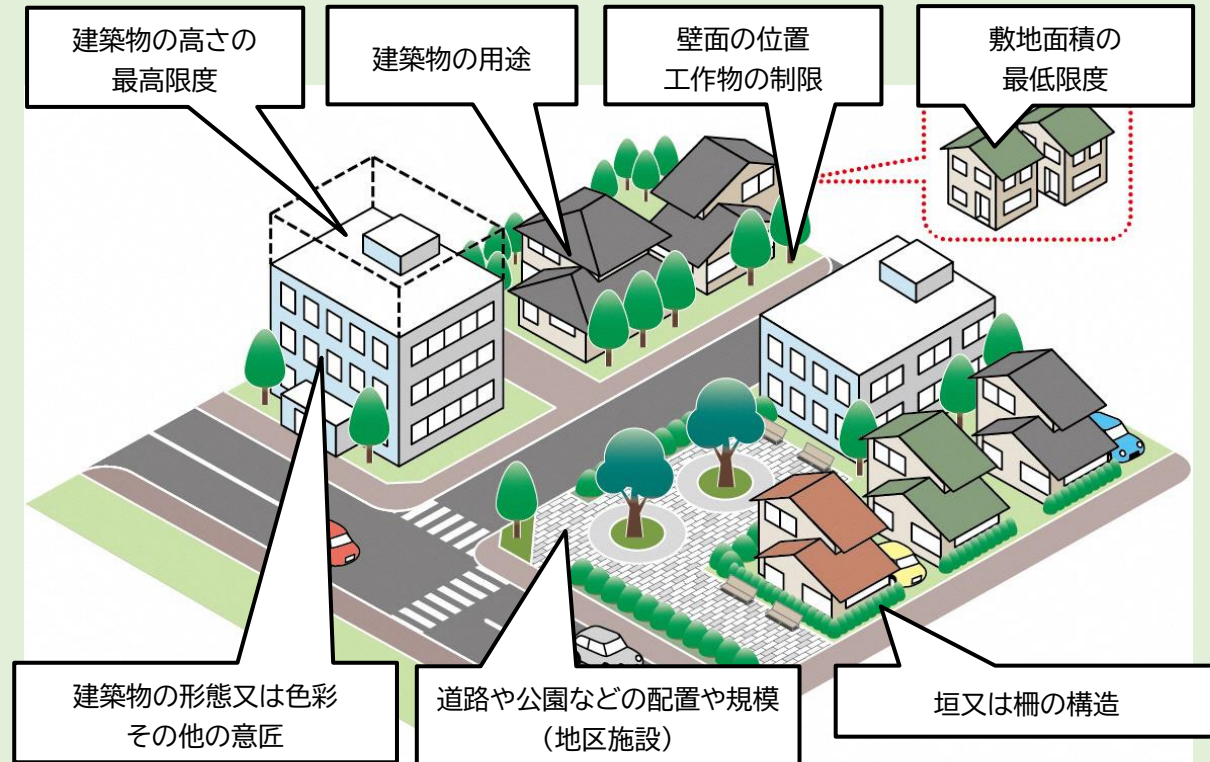 建築物の高さの
最高限度
建築物の用途
壁面の位置
工作物の制限
敷地面積の
最低限度
建築物の形態又は色彩
その他の意匠
道路や公園などの配置や規模
（地区施設）
垣又は柵の構造